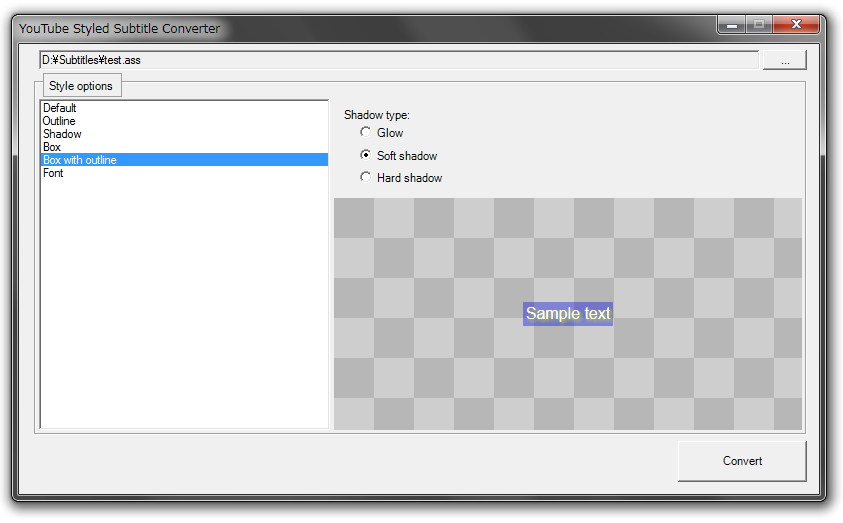 YouTube Styled Subtitle Converter
D:¥Subtitles¥test.ass
...
Style options
Default
Outline
Shadow
Box
Box with outline
Font
Shadow type:
Glow
Soft shadow
Hard shadow
Sample text
Convert